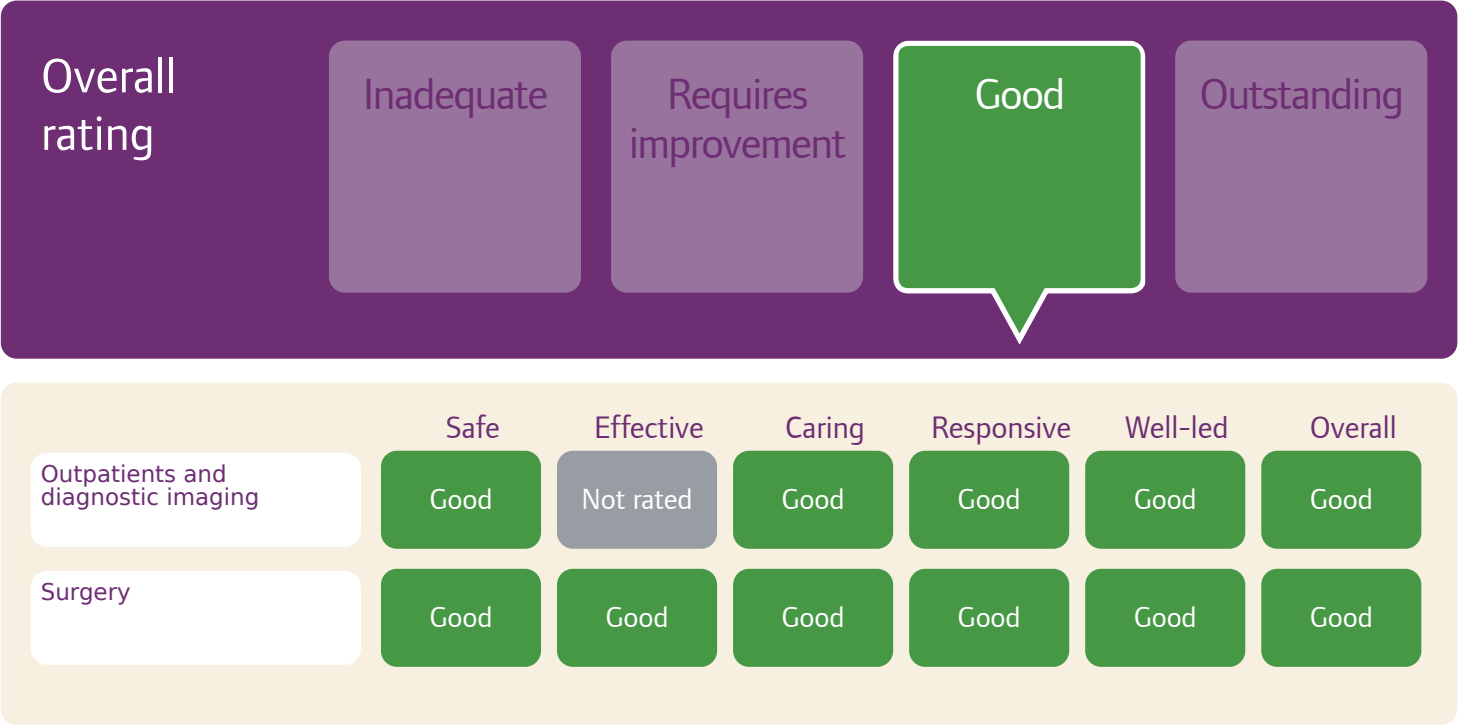 Overall
rating
Inadequate
Requires
improvement
Good
Outstanding
Safe Effective Caring Responsive Well-led Overall
Outpatients and
diagnostic imaging
Good Not rated Good Good Good Good
Surgery
Good Good Good Good Good Good